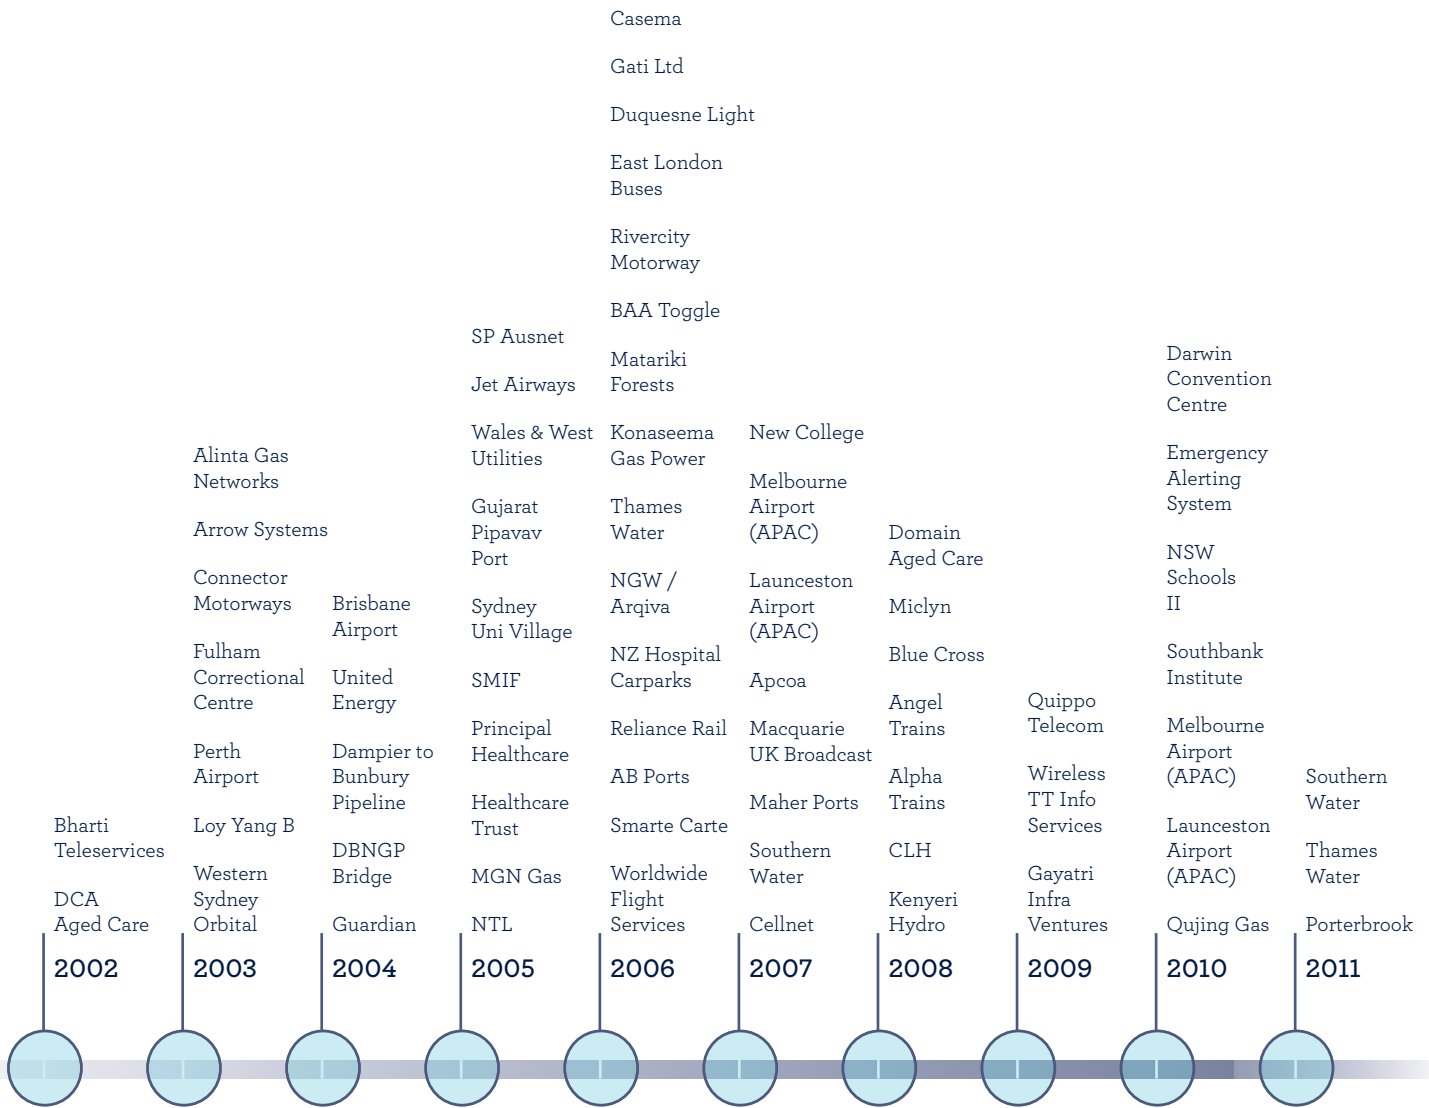 Bharti
Teleservices
DCA
Aged Care
2002
Alinta Gas
Networks
Arrow Systems
Connector
Motorways
Fulham
Correctional
Centre
Perth
Airport
Loy Yang B
Western
Sydney
Orbital
2003
Brisbane
Airport
United
Energy
Dampier to
Bunbury
Pipeline
DBNGP
Bridge
Guardian
2004
SP Ausnet
Jet Airways
Wales & West
Utilities
Gujarat
Pipavav
Port
Sydney
Uni Village
SMIF
Principal
Healthcare
Healthcare
Trust
MGN Gas
NTL
2005
Casema
Gati Ltd
Duquesne Light
East London
Buses
Rivercity
Motorway
BAA Toggle
Matariki
Forests
Konaseema
Gas Power
Thames
Water
NGW /
Arqiva
NZ Hospital
Carparks
Reliance Rail
AB Ports
Smarte Carte
Worldwide
Flight
Services
2006
New College
Melbourne
Airport
(APAC)
Launceston
Airport
(APAC)
Apcoa
Macquarie
UK Broadcast
Maher Ports
Southern
Water
Cellnet
2007
Domain
Aged Care
Miclyn
Blue Cross
Angel
Trains
Alpha
Trains
CLH
Kenyeri
Hydro
2008
Quippo
Telecom
Wireless
TT Info
Services
Gayatri
Infra
Ventures
2009
Darwin
Convention
Centre
Emergency
Alerting
System
NSW
Schools
II
Southbank
Institute
Melbourne
Airport
(APAC)
Launceston
Airport
(APAC)
Qujing Gas
2010
Southern
Water
Thames
Water
Porterbrook
2011